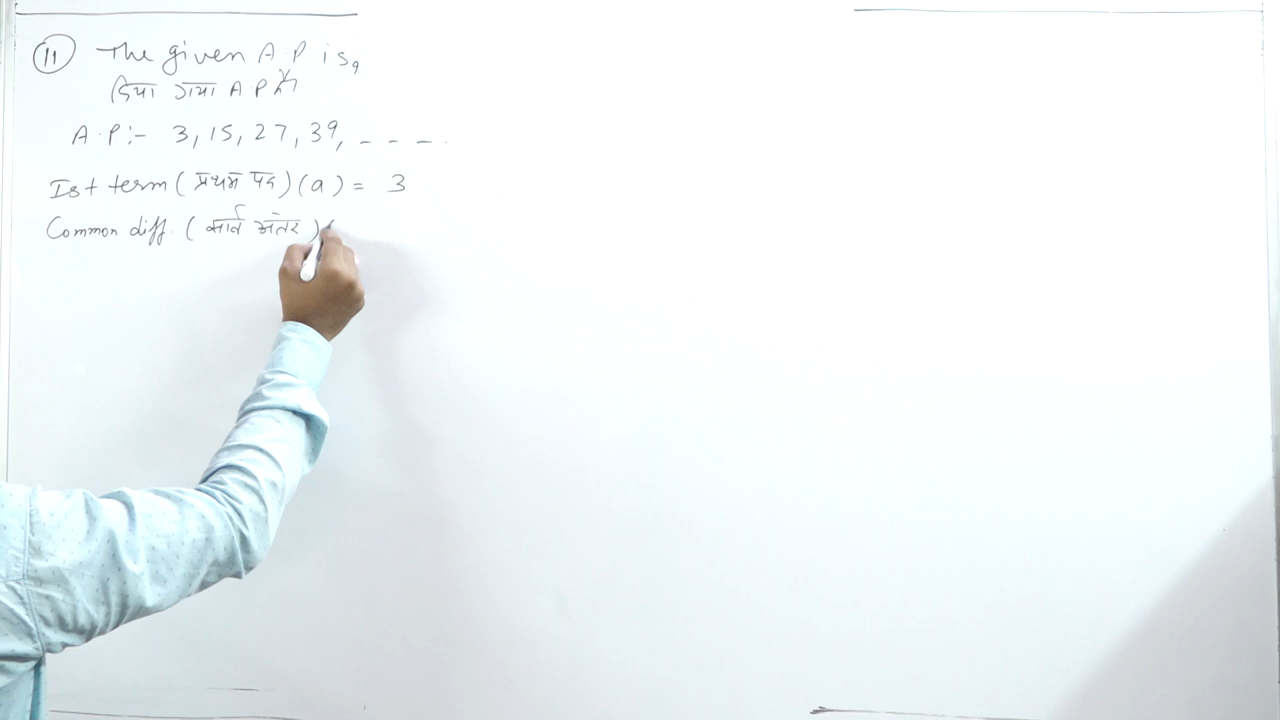 11 The given A.P is,
दिया गया A P है
A.P:- 3, 15, 27, 39, - - - .
Ist term (प्रथम पद) (a) = 3
Common diff. (सार्व अंतर) (